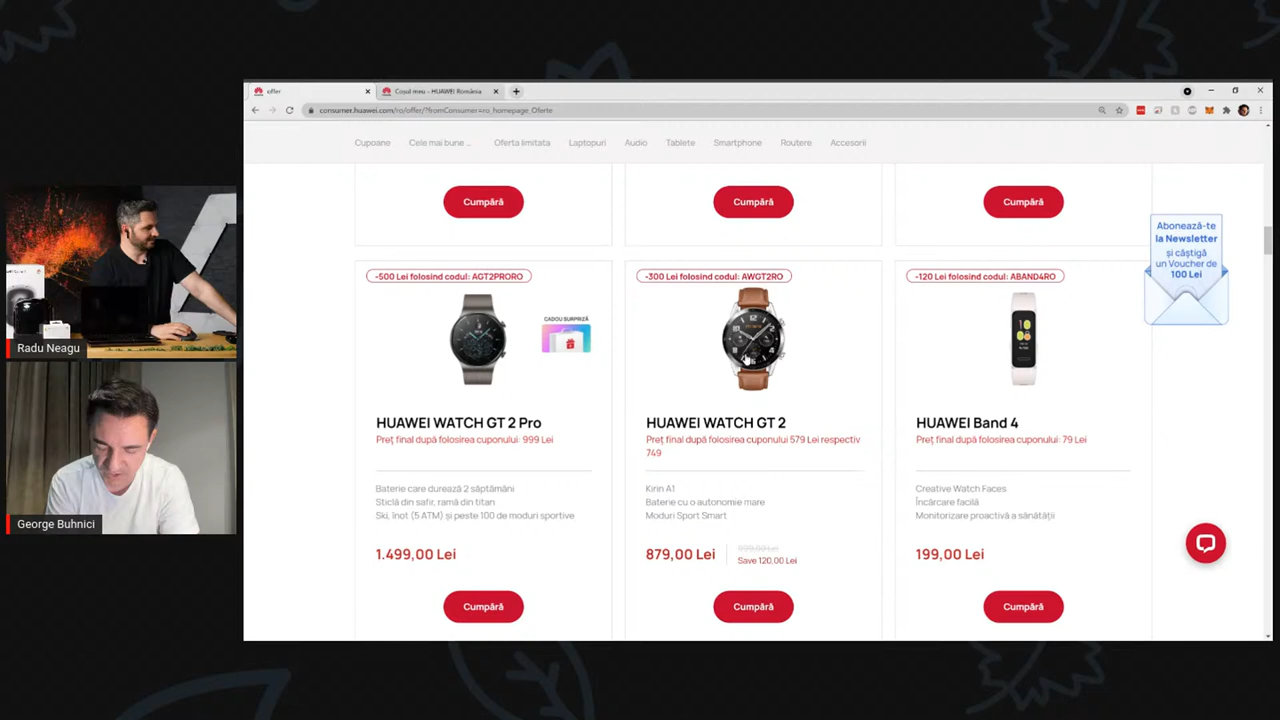 offer
Coșul meu – HUAWEI România
consumer.huawei.com/ro/offer/?fromConsumer=ro_homepage_Oferte
Cupoane
Cele mai bune ...
Oferta limitata
Laptopuri
Audio
Tablete
Smartphone
Routere
Accesorii
Cumpără
Cumpără
Cumpără
Abonează-te
la Newsletter
și câștigă
un Voucher de
100 Lei
-500 Lei folosind codul: AGT2PRORO
CADOU SURPRIZĂ
HUAWEI WATCH GT 2 Pro
Preț final după folosirea cuponului: 999 Lei
Baterie care durează 2 săptămâni
Sticlă din safir, ramă din titan
Ski, înot (5 ATM) și peste 100 de moduri sportive
1.499,00 Lei
Cumpără
-300 Lei folosind codul: AWGT2RO
HUAWEI WATCH GT 2
Preț final după folosirea cuponului 579 Lei respectiv
749
Kirin A1
Baterie cu o autonomie mare
Moduri Sport Smart
879,00 Lei
999,00 Lei
Save 120,00 Lei
Cumpără
-120 Lei folosind codul: ABAND4RO
HUAWEI Band 4
Preț final după folosirea cuponului: 79 Lei
Creative Watch Faces
Încărcare facilă
Monitorizare proactivă a sănătății
199,00 Lei
Cumpără
Radu Neagu
George Buhnici